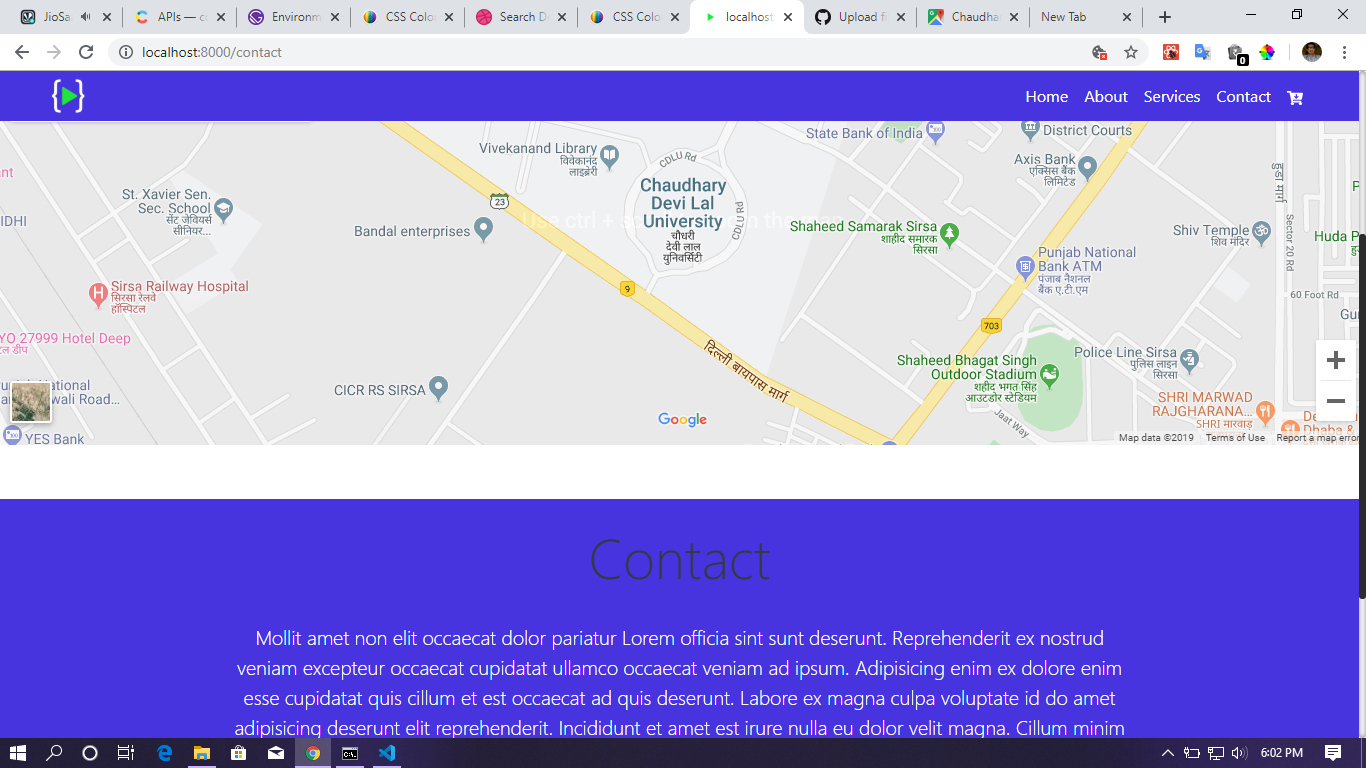 JioSa
APIs — c
Environm
CSS Colo
Search D
CSS Colo
localhost
Upload fi
Chaudhar
New Tab
localhost:8000/contact
0
Home About Services Contact
State Bank of India
District Courts
Vivekanand Library
विवेकानंद
लाइब्रेरी
CDLU Rd
Axis Bank
एक्सिस बैंक
लिमिटेड
हुडा मार्ग
St. Xavier Sen.
Sec. School
सेंट जेवियर्स
सीनियर...
23
Chaudhary
Devi Lal
University
चौधरी
देवी लाल
युनिवर्सिटी
CDLU Rd
IDHI
Use ctrl + sc
n the map
Bandal enterprises
Shaheed Samarak Sirsa
शाहीद समारक
सिरसा
Shiv Temple
शिव मंदिर
Sector 20 Rd
Huda P
Punjab National
Bank ATM
पंजाब नैशनल
बैंक ए.टी.एम
Sirsa Railway Hospital
सिरसा रेलवे
हॉस्पिटल
9
60 Foot Rd
Gu
703
YO 27999 Hotel Deep
टल डीप
दिल्ली बायपास मार्ग
Shaheed Bhagat Singh
Outdoor Stadium
शहीद भगत सिंह
आउटडोर स्टेडियम
Police Line Sirsa
पुलिस लाइन
सिरसा
National
wali Road...
CICR RS SIRSA
SHRI MARWAD
RAJGHARANA...
SHRI मारवाड़
Jaat Way
Dhaba &
YES Bank
Google
Map data ©2019 Terms of Use Report a map error
Contact
Mollit amet non elit occaecat dolor pariatur Lorem officia sint sunt deserunt. Reprehenderit ex nostrud
veniam excepteur occaecat cupidatat ullamco occaecat veniam ad ipsum. Adipisicing enim ex dolore enim
esse cupidatat quis cillum et est occaecat ad quis deserunt. Labore ex magna culpa voluptate id do amet
adipisicing deserunt elit reprehenderit. Incididunt et amet est irure nulla eu dolor velit magna. Cillum minim
6:02 PM